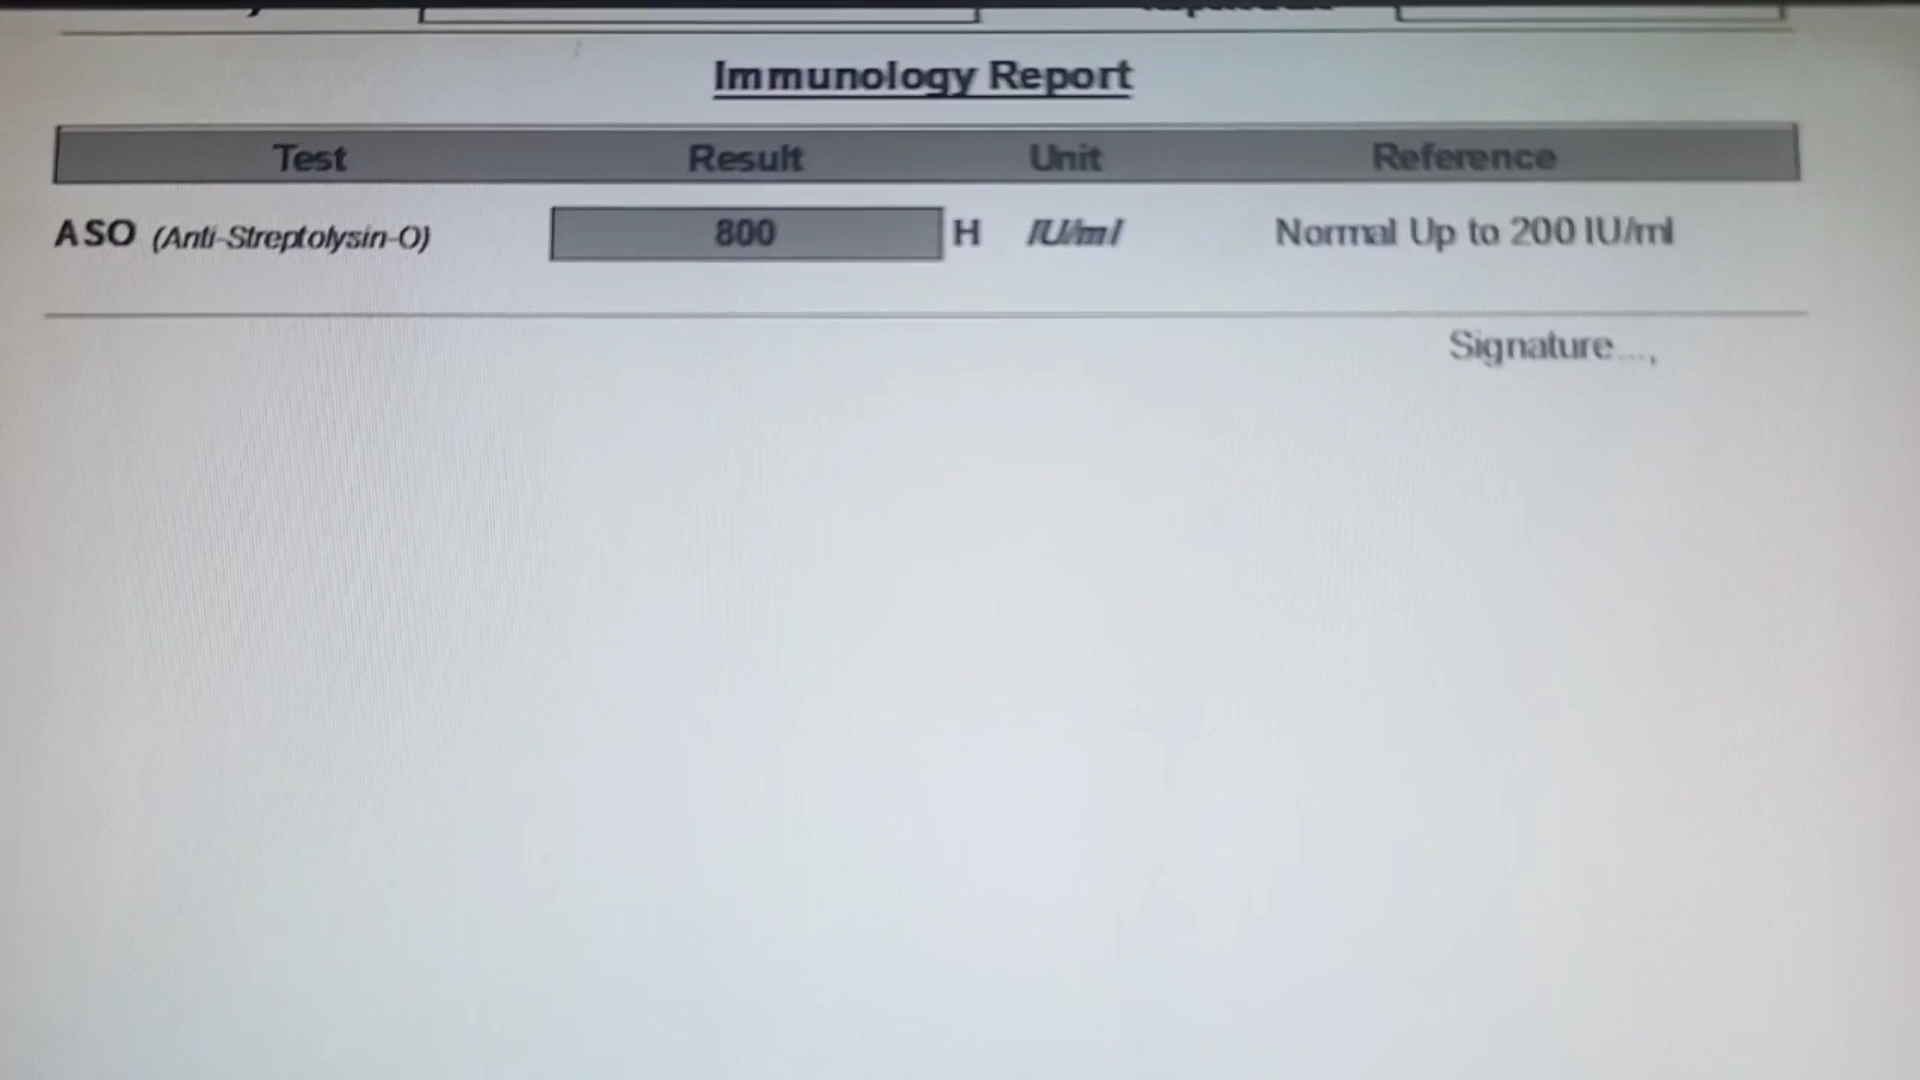 Immunology Report
Test Result Unit Reference
ASO (Anti-Streptolysin-O) 800 H IU/ml Normal Up to 200 IU/ml
Signature....,